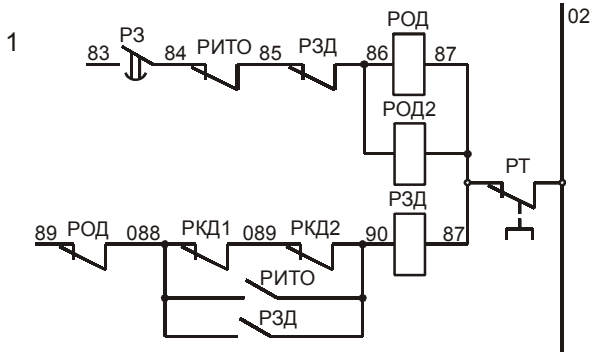 РОД
02
1
РЗ
83 84 РИТО 85 РЗД 86 87
РОД2
РТ
РЗД
89 РОД 088 РКД1 089 РКД2 90 87
РИТО
РЗД